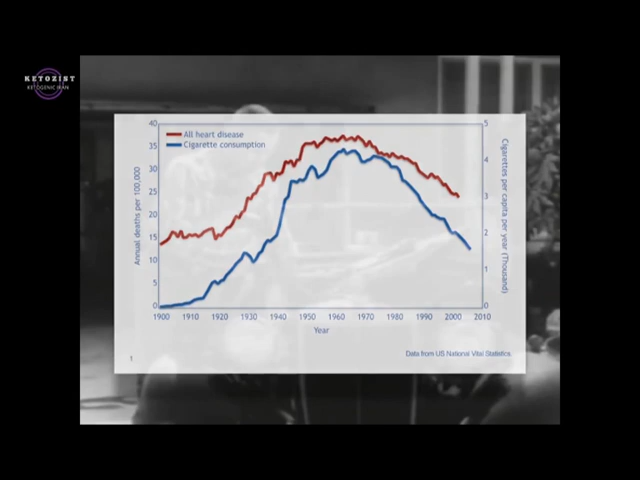 KETOZIST
KETOGENIC IRAN
All heart disease
Cigarette consumption
Annual deaths per 100,000
40
35
30
25
20
15
10
5
0
5
4
3
2
1
0
Cigarettes per capita per year (Thousand)
1900 1910 1920 1930 1940 1950 1960 1970 1980 1990 2000 2010
Year
1
Data from US National Vital Statistics